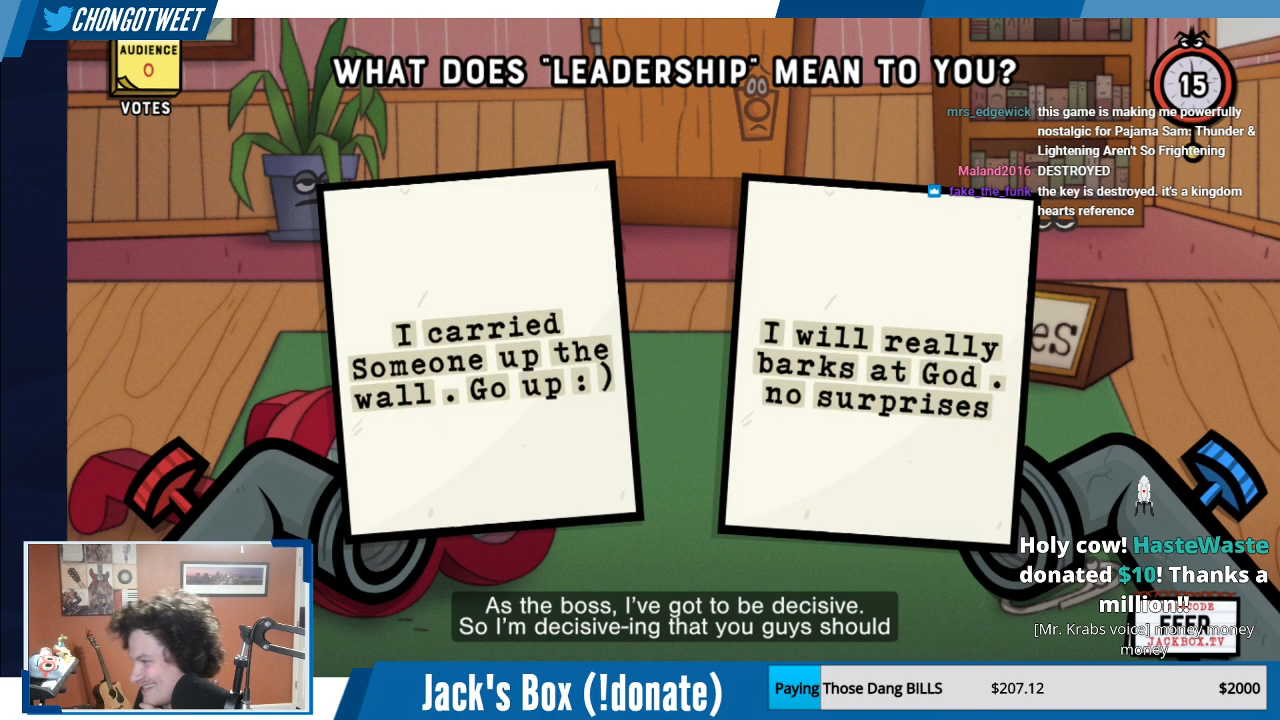 CHONGOTWEET
AUDIENCE
0
VOTES
WHAT DOES "LEADERSHIP" MEAN TO YOU?
15
mrs_edgewick this game is making me powerfully
nostalgic for Pajama Sam: Thunder &
Lightening Aren't So Frightening
Maland2016 DESTROYED
fake_the_funk the key is destroyed. it's a kingdom
hearts reference
I carried
Someone up the
wall . Go up :)
I will really
barks at God .
no surprises
es
Holy cow! HasteWaste
donated $10! Thanks a
million!!
[Mr. Krabs voice] money money
money
CODE
JACKBOX.TV
As the boss, I've got to be decisive.
So I'm decisive-ing that you guys should
Jack's Box (!donate)
Paying Those Dang BILLS $207.12 $2000